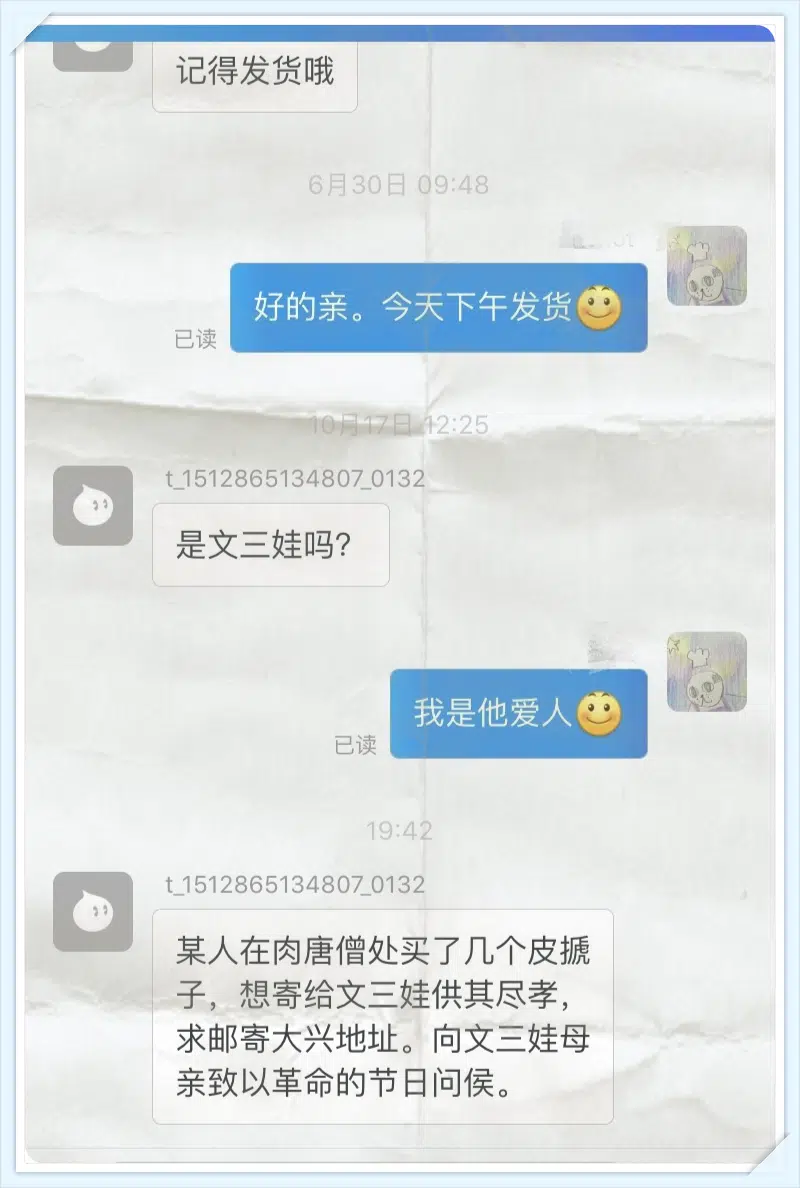 记得发货哦
6月30日 09:48
好的亲。今天下午发货
已读
10月17日 12:25
t_1512865134807_0132
是文三娃吗?
我是他爱人
已读
19:42
t_1512865134807_0132
某人在肉唐僧处买了几个皮搋
子，想寄给文三娃供其尽孝，
求邮寄大兴地址。向文三娃母
亲致以革命的节日问侯。